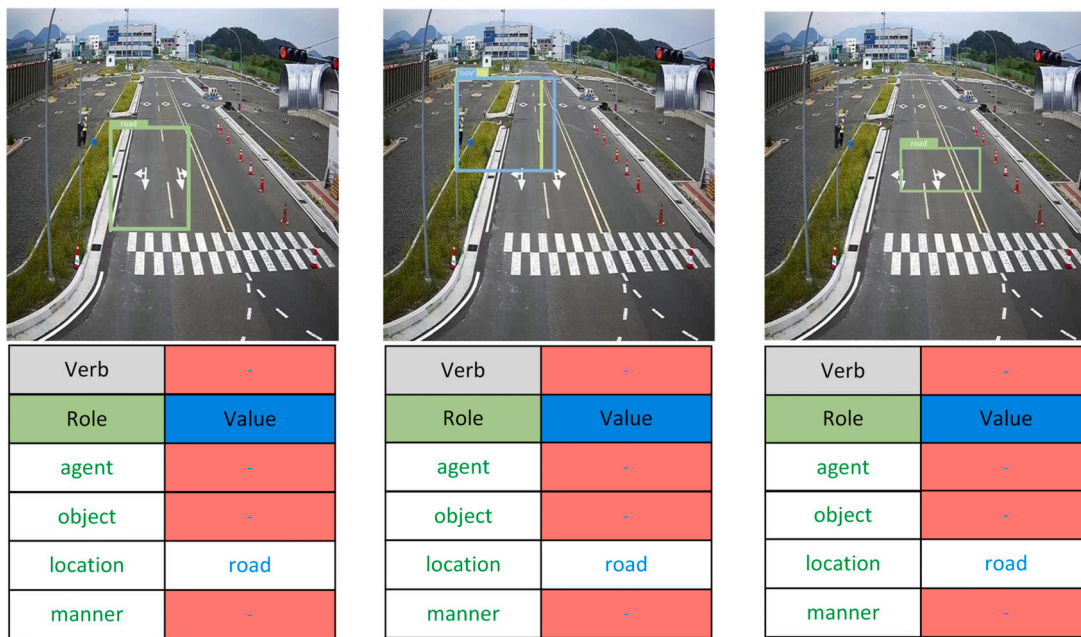 road
road
Verb -
Role Value
agent -
object -
location road
manner -
Verb -
Role Value
agent -
object -
location road
manner -
Verb -
Role Value
agent -
object -
location road
manner -